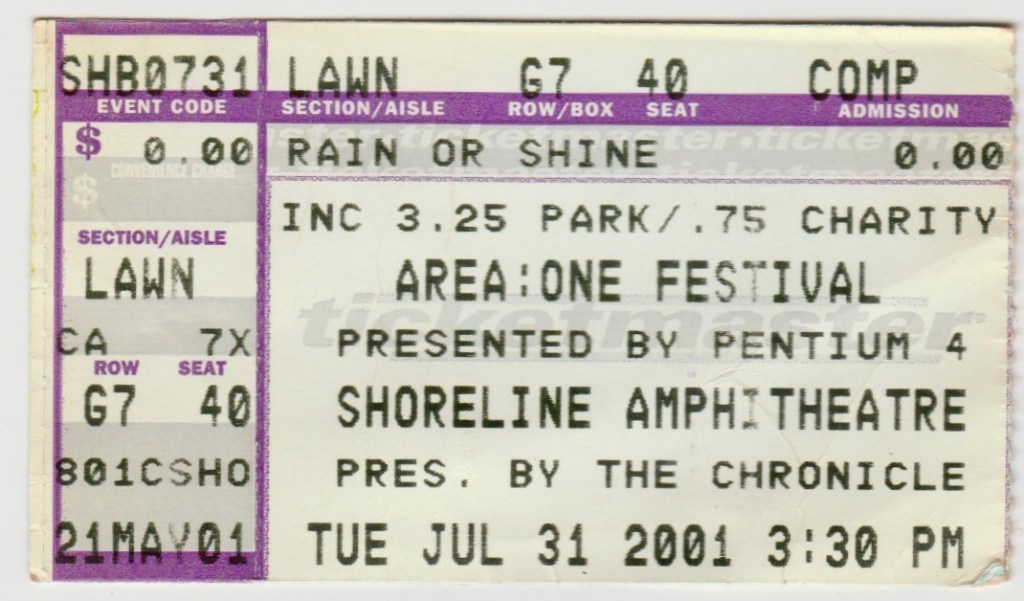 SHB0731 LAWN G7 40 COMP
EVENT CODE SECTION/AISLE ROW/BOX SEAT ADMISSION
$ 0.00 RAIN OR SHINE 0.00
CONVENIENCE CHARGE
$
INC 3.25 PARK/.75 CHARITY
SECTION/AISLE
LAWN AREA:ONE FESTIVAL
ticketmaster
CA 7X PRESENTED BY PENTIUM 4
ROW SEAT
G7 40 SHORELINE AMPHITHEATRE
801CSHO PRES. BY THE CHRONICLE
21MAY01 TUE JUL 31 2001 3:30 PM